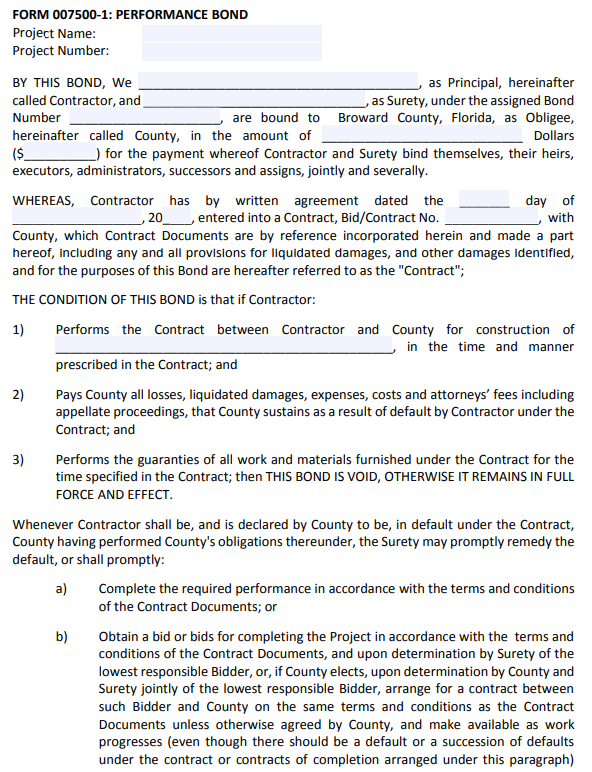 FORM 007500-1: PERFORMANCE BOND
Project Name:
Project Number:
BY THIS BOND, We ____________________, as Principal, hereinafter
called Contractor, and ____________________, as Surety, under the assigned Bond
Number ____________________, are bound to Broward County, Florida, as Obligee,
hereinafter called County, in the amount of ____________________ Dollars
($__________) for the payment whereof Contractor and Surety bind themselves, their heirs,
executors, administrators, successors and assigns, jointly and severally.
WHEREAS, Contractor has by written agreement dated the _______ day of
____________________, 20____, entered into a Contract, Bid/Contract No. ______________, with
County, which Contract Documents are by reference incorporated herein and made a part
hereof, including any and all provisions for liquidated damages, and other damages identified,
and for the purposes of this Bond are hereafter referred to as the "Contract";
THE CONDITION OF THIS BOND is that if Contractor:
1) Performs the Contract between Contractor and County for construction of
____________________, in the time and manner
prescribed in the Contract; and
2) Pays County all losses, liquidated damages, expenses, costs and attorneys’ fees including
appellate proceedings, that County sustains as a result of default by Contractor under the
Contract; and
3) Performs the guaranties of all work and materials furnished under the Contract for the
time specified in the Contract; then THIS BOND IS VOID, OTHERWISE IT REMAINS IN FULL
FORCE AND EFFECT.
Whenever Contractor shall be, and is declared by County to be, in default under the Contract,
County having performed County's obligations thereunder, the Surety may promptly remedy the
default, or shall promptly:
a) Complete the required performance in accordance with the terms and conditions
of the Contract Documents; or
b) Obtain a bid or bids for completing the Project in accordance with the terms and
conditions of the Contract Documents, and upon determination by Surety of the
lowest responsible Bidder, or, if County elects, upon determination by County and
Surety jointly of the lowest responsible Bidder, arrange for a contract between
such Bidder and County on the same terms and conditions as the Contract
Documents unless otherwise agreed by County, and make available as work
progresses (even though there should be a default or a succession of defaults
under the contract or contracts of completion arranged under this paragraph)